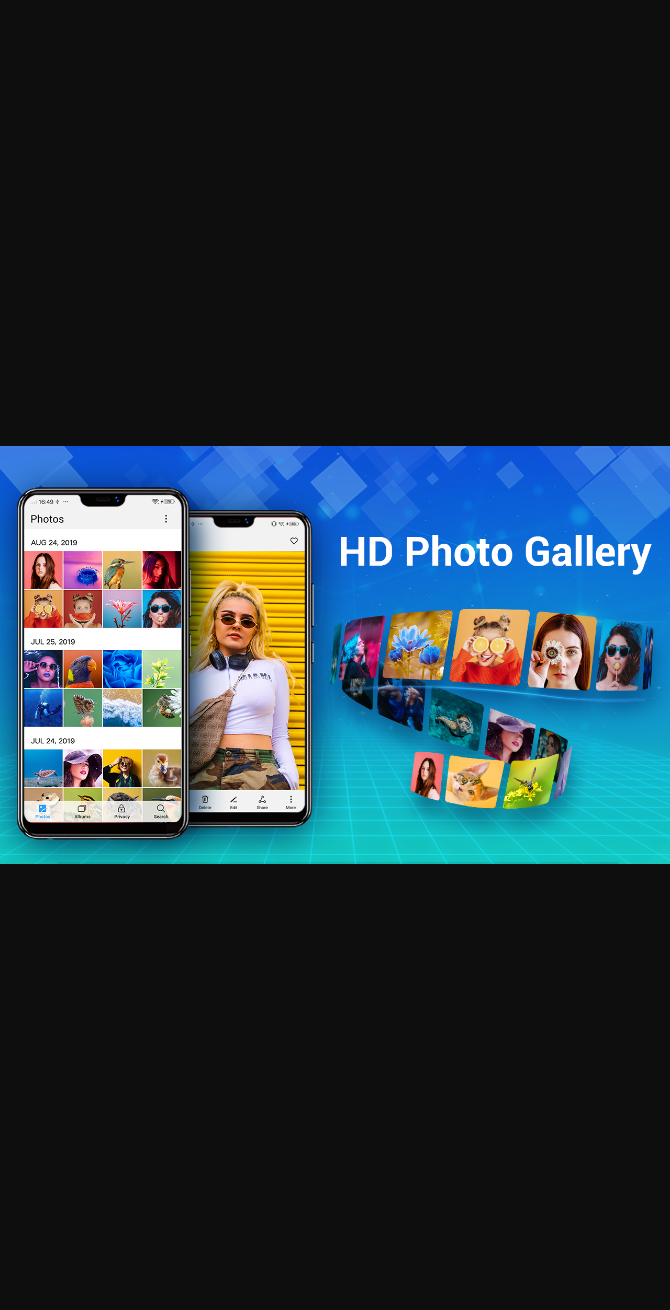 16:49
Photos
AUG 24, 2019
JUL 25, 2019
JUL 24, 2019
Photos
Albums
Privacy
Search
Delete
Edit
Share
More
HD Photo Gallery